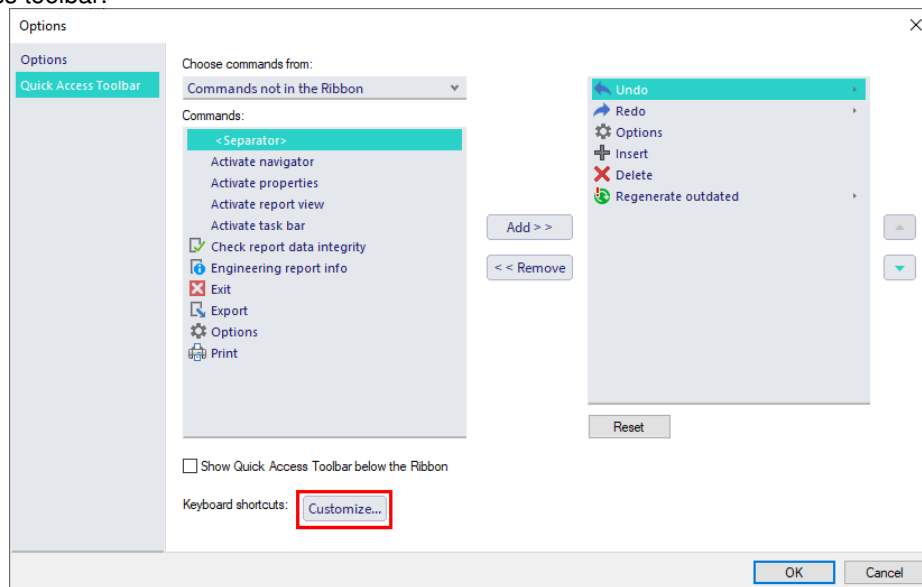 ss toolbar.
Options
Options
Quick Access Toolbar
Choose commands from:
Commands not in the Ribbon
Commands:
<Separator>
Activate navigator
Activate properties
Activate report view
Activate task bar
Check report data integrity
Engineering report info
Exit
Export
Options
Print
Add > >
< < Remove
Undo
Redo
Options
Insert
Delete
Regenerate outdated
Reset
Show Quick Access Toolbar below the Ribbon
Keyboard shortcuts:
Customize...
OK
Cancel